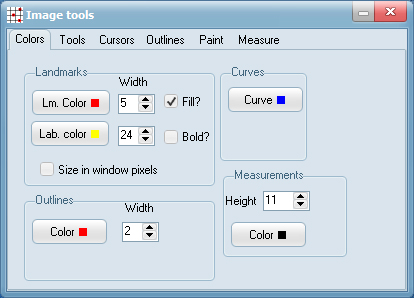 Image tools
Colors Tools Cursors Outlines Paint Measure
Landmarks
Width
Lm. Color 5 Fill?
Lab. color 24 Bold?
Size in window pixels
Curves
Curve
Outlines
Width
Color 2
Measurements
Height 11
Color